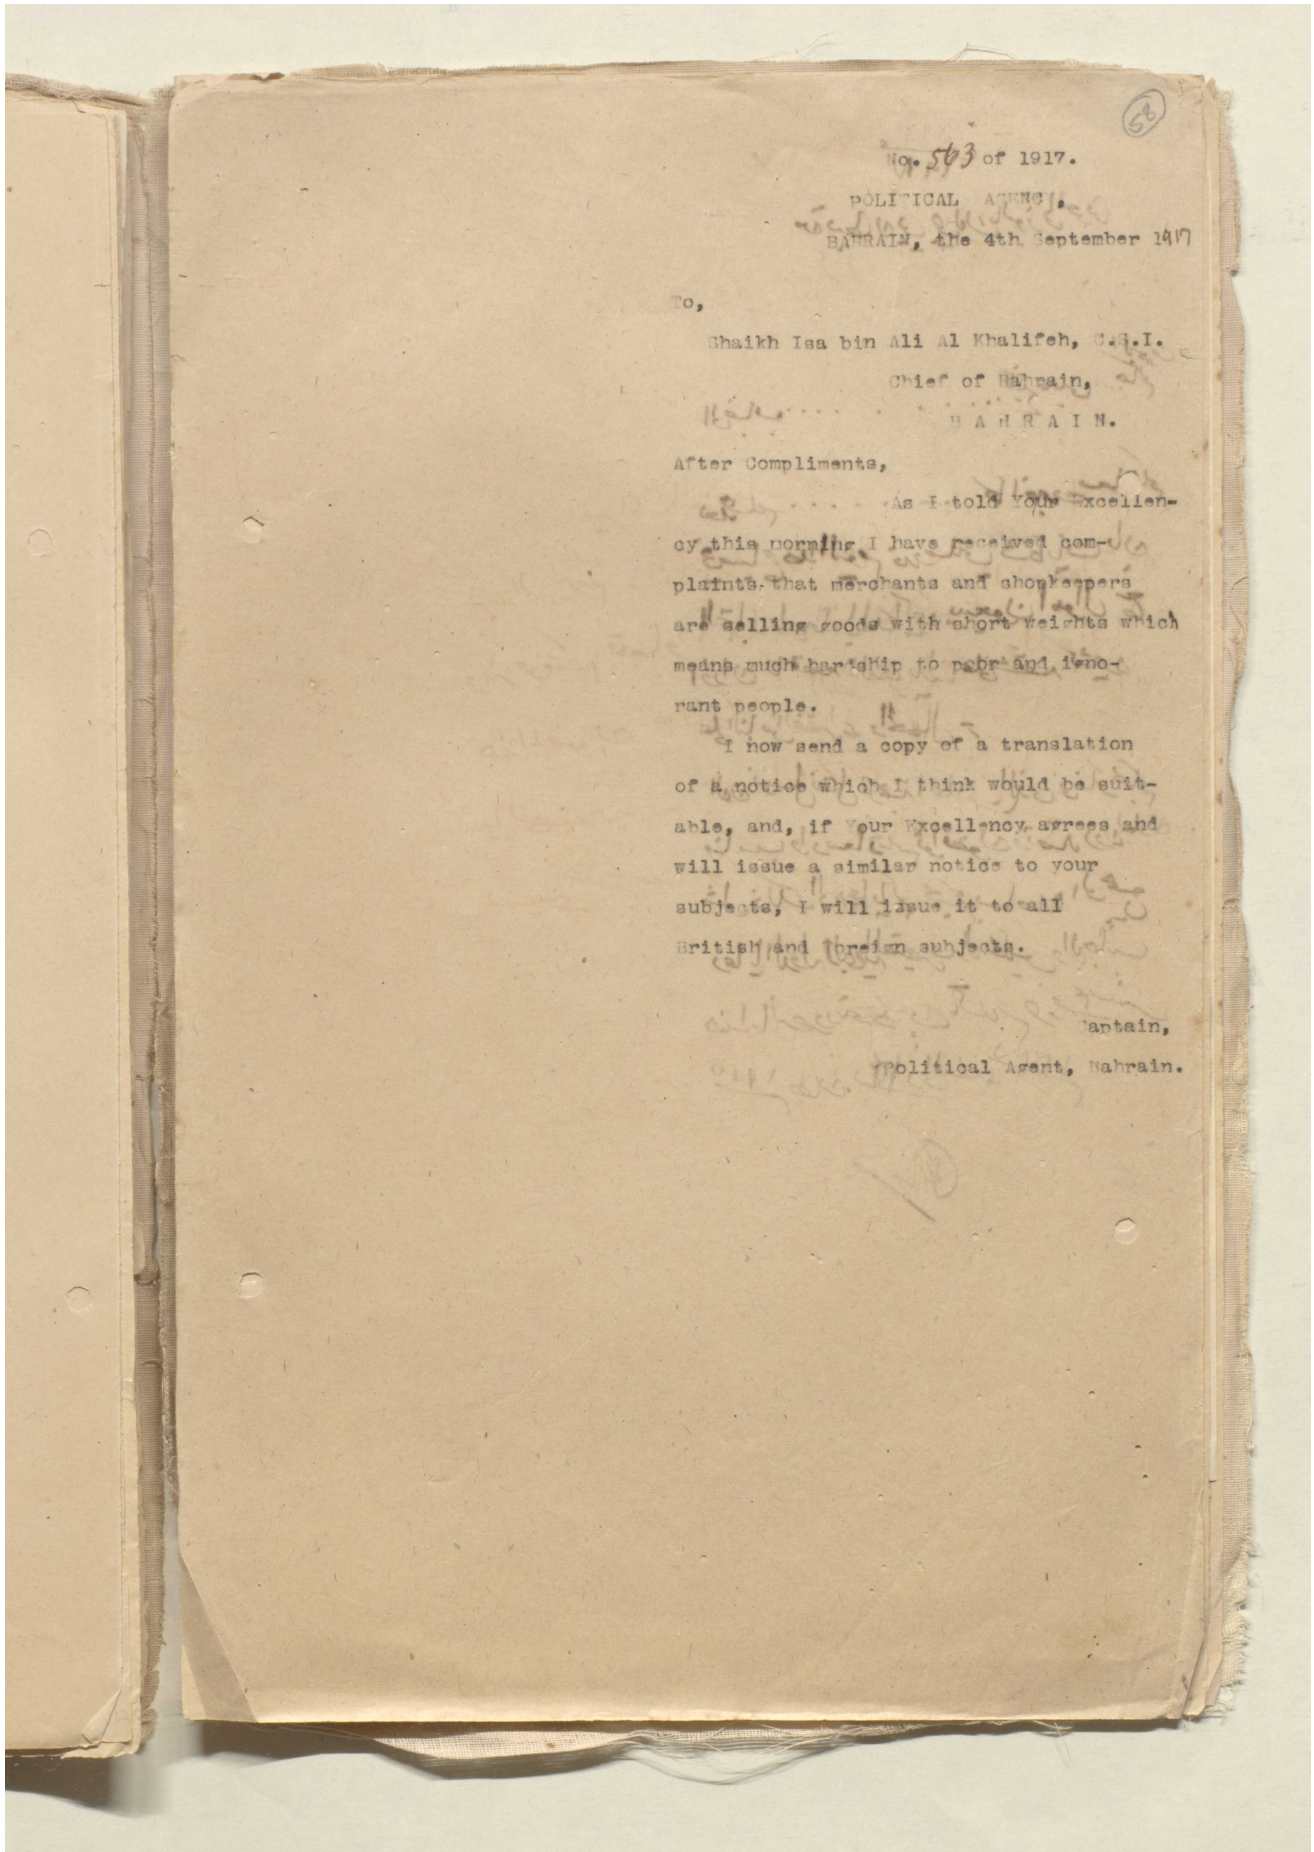 58
No. 563 of 1917.
POLITICAL AGENCY,
BAHRAIN, the 4th September 1917
To,
Shaikh Isa bin Ali Al Khalifeh, C.S.I.
Chief of Bahrain,
B A H R A I N.
After Compliments,
As I told Your Excellen-
cy this morning I have received com-
plaints that merchants and shopkeepers
are selling goods with short weights which
means much hardship to poor and igno-
rant people.
I now send a copy of a translation
of a notice which I think would be suit-
able, and, if Your Excellency agrees and
will issue a similar notice to your
subjects, I will issue it to all
British and foreign subjects.
Captain,
Political Agent, Bahrain.